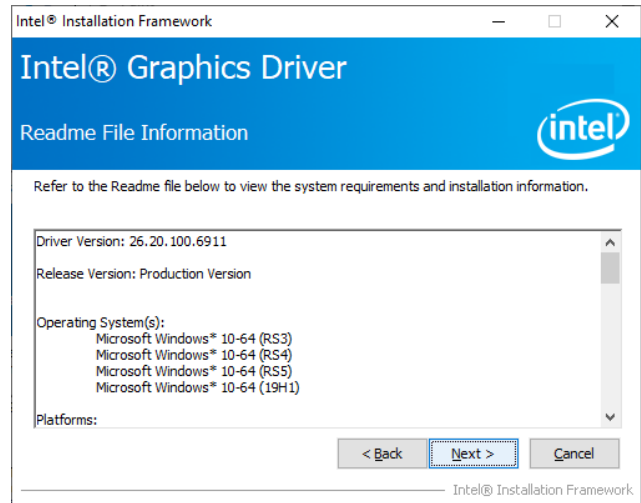 Intel® Installation Framework
Intel® Graphics Driver
Readme File Information
intel
Refer to the Readme file below to view the system requirements and installation information.
Driver Version: 26.20.100.6911
Release Version: Production Version
Operating System(s):
Microsoft Windows* 10-64 (RS3)
Microsoft Windows* 10-64 (RS4)
Microsoft Windows* 10-64 (RS5)
Microsoft Windows* 10-64 (19H1)
Platforms:
< Back Next > Cancel
Intel® Installation Framework